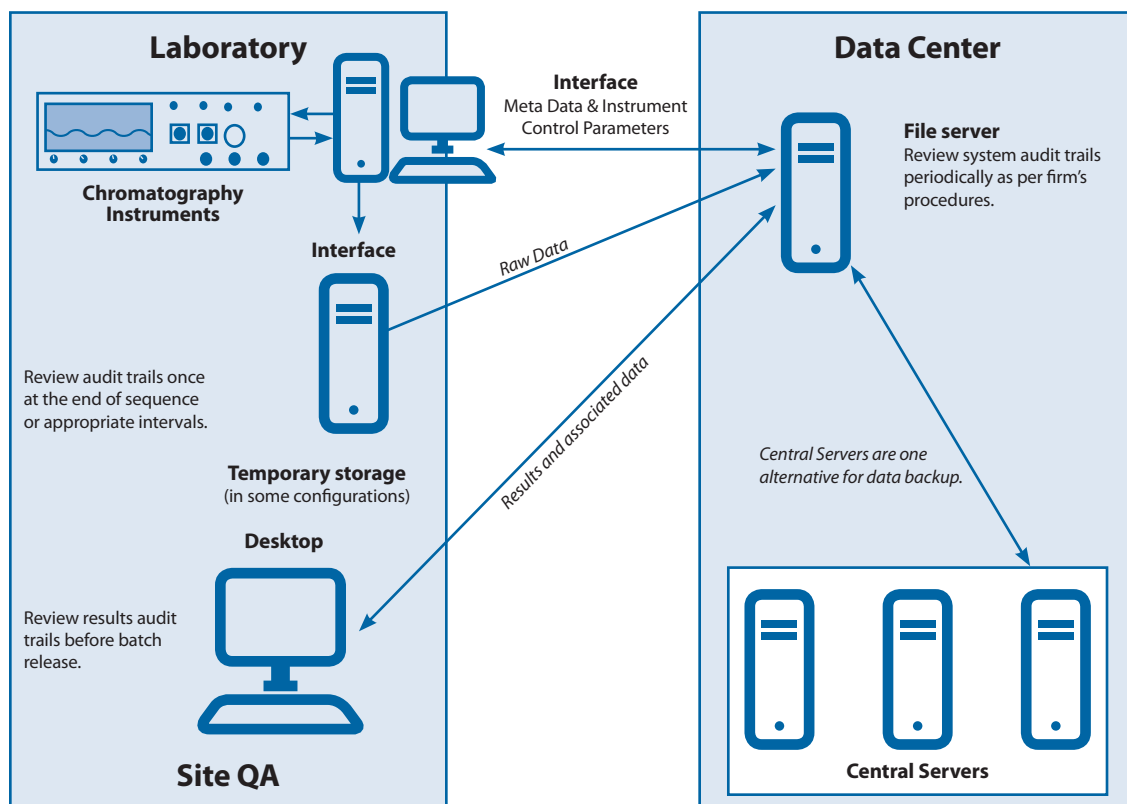 Laboratory
Data Center
Interface
Meta Data & Instrument
Control Parameters
File server
Review system audit trails
periodically as per firm’s
procedures.
Chromatography
Instruments
Interface
Raw Data
Review audit trails once
at the end of sequence
or appropriate intervals.
Results and associated data
Temporary storage
(in some configurations)
Central Servers are one
alternative for data backup.
Desktop
Review results audit
trails before batch
release.
Site QA
Central Servers